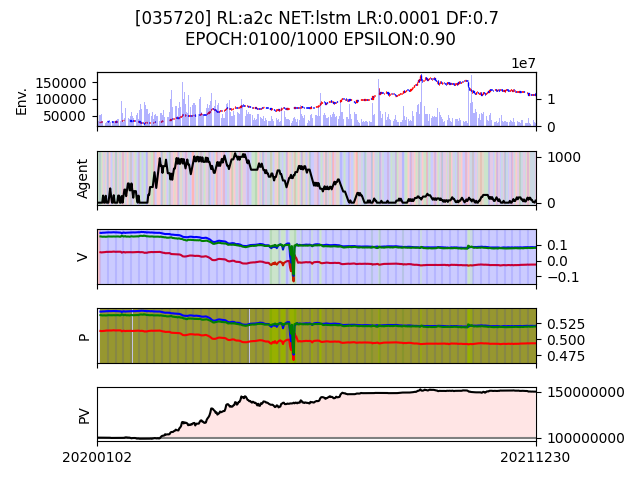 [035720] RL:a2c NET:lstm LR:0.0001 DF:0.7
EPOCH:0100/1000 EPSILON:0.90
1e7
Env.
150000
100000
50000
1
0
Agent
1000
0
V
0.1
0.0
−0.1
P
0.525
0.500
0.475
PV
150000000
100000000
20200102
20211230